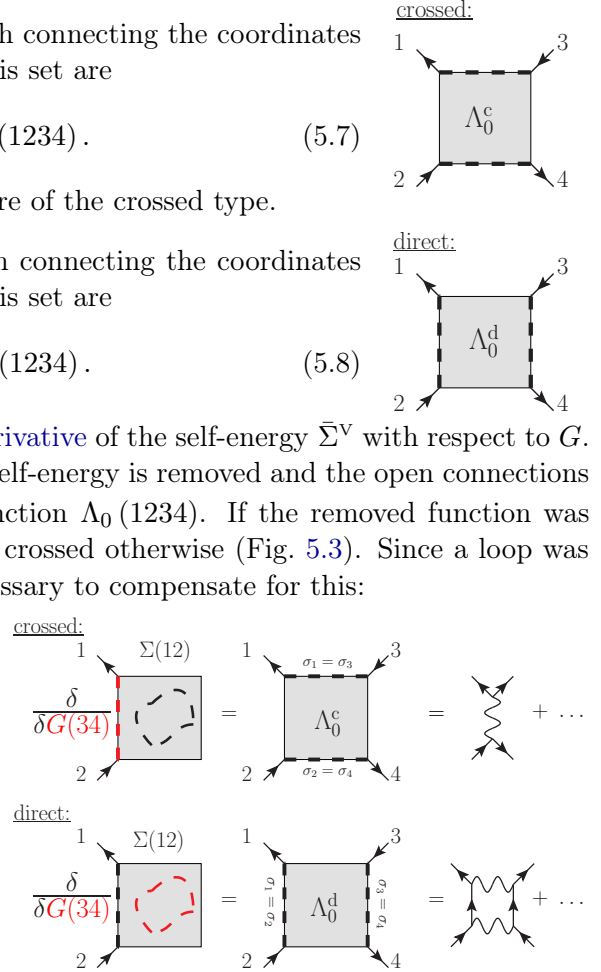 crossed:
h connecting the coordinates
is set are
1 3
Λ₀ᶜ
2 4
(1234) . (5.7)
re of the crossed type.
direct:
n connecting the coordinates
is set are
1 3
Λ₀ᵈ
2 4
(1234) . (5.8)
rivative of the self-energy Σ̄ⱽ with respect to G.
elf-energy is removed and the open connections
nction Λ₀ (1234). If the removed function was
crossed otherwise (Fig. 5.3). Since a loop was
ssary to compensate for this:
crossed:
1 Σ(12) 1 3
σ₁ = σ₃
δ/δG(34) = Λ₀ᶜ = + …
σ₂ = σ₄
2 2 4
direct:
1 Σ(12) 1 3
δ/δG(34) = σ₁ = σ₂ Λ₀ᵈ σ₃ = σ₄ = + …
2 2 4